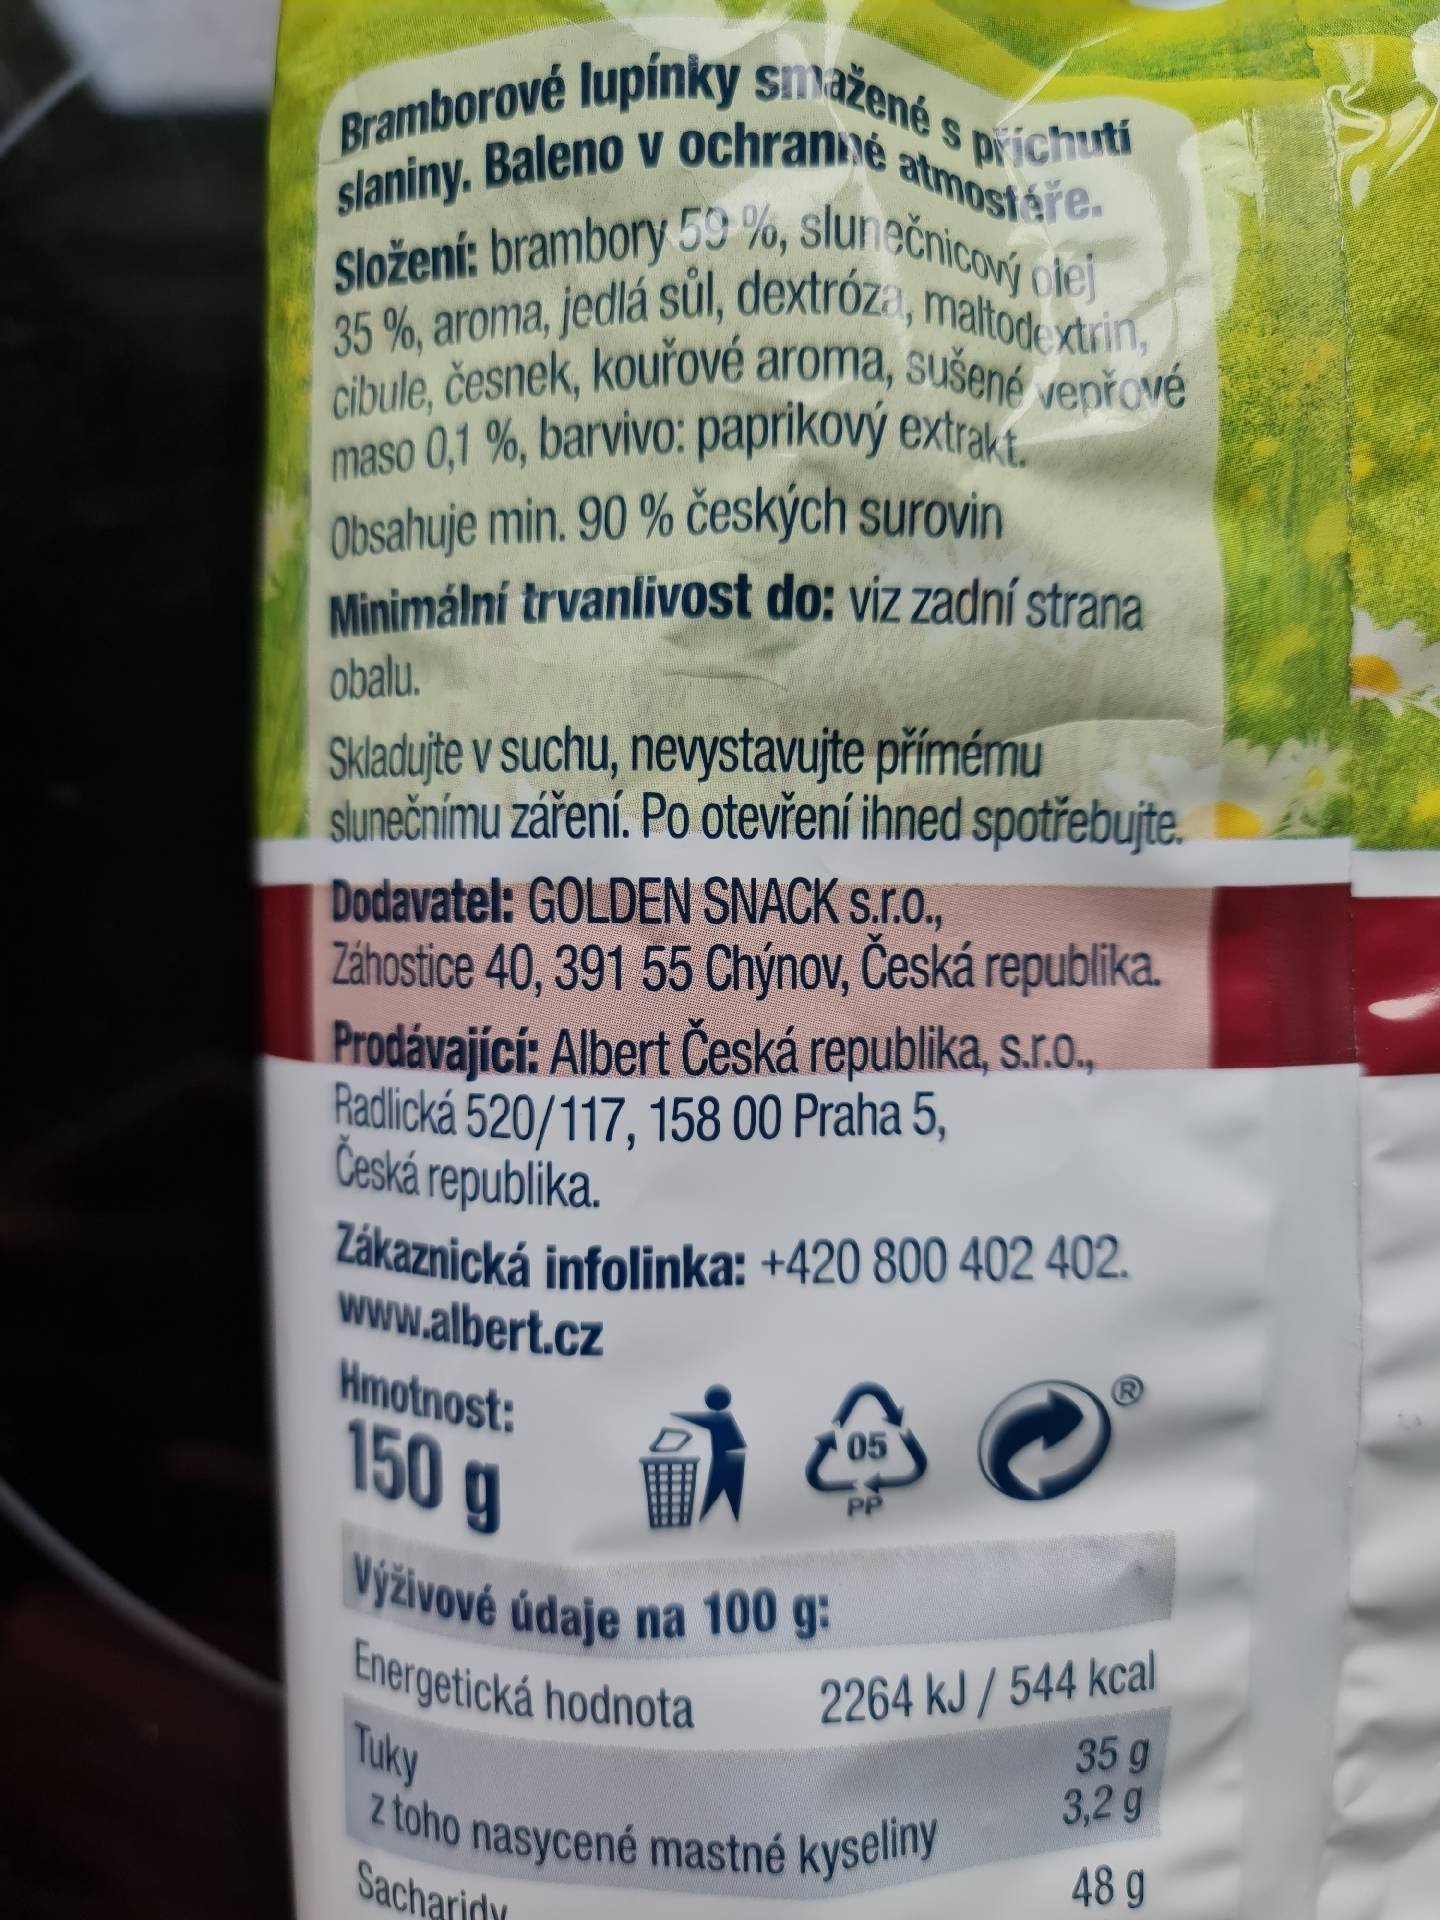 Bramborové lupínky smažené s příchutí
slaniny. Baleno v ochranné atmosféře.
Složení: brambory 59 %, slunečnicový olej
35 %, aroma, jedlá sůl, dextróza, maltodextrin,
cibule, česnek, kouřové aroma, sušené vepřové
maso 0,1 %, barvivo: paprikový extrakt.
Obsahuje min. 90 % českých surovin
Minimální trvanlivost do: viz zadní strana
obalu.
Skladujte v suchu, nevystavujte přímému
slunečnímu záření. Po otevření ihned spotřebujte.
Dodavatel: GOLDEN SNACK s.r.o.,
Záhostice 40, 391 55 Chýnov, Česká republika.
Prodávající: Albert Česká republika, s.r.o.,
Radlická 520/117, 158 00 Praha 5,
Česká republika.
Zákaznická infolinka: +420 800 402 402.
www.albert.cz
Hmotnost:
150 g
05
PP
®
Výživové údaje na 100 g:
Energetická hodnota 2264 kJ / 544 kcal
Tuky 35 g
z toho nasycené mastné kyseliny 3,2 g
Sacharidy 48 g